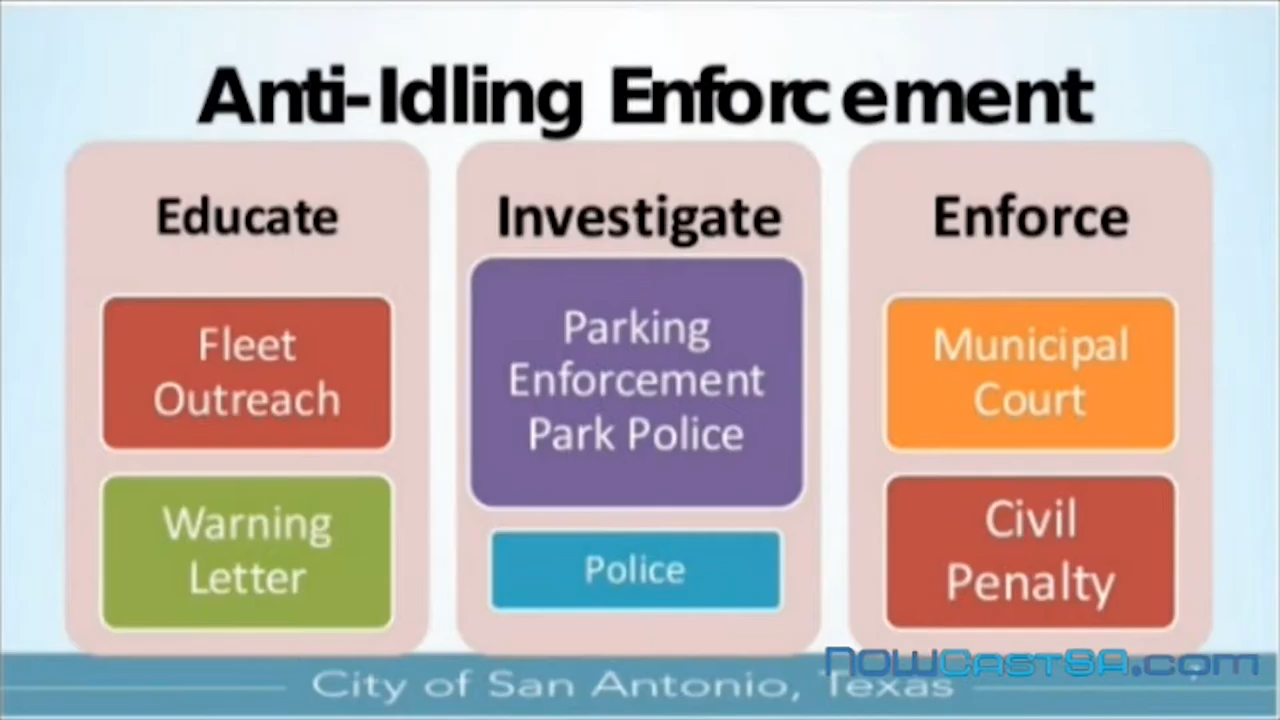 Anti-Idling Enforcement
Educate
Fleet
Outreach
Warning
Letter
Investigate
Parking
Enforcement
Park Police
Police
Enforce
Municipal
Court
Civil
Penalty
NOWCastSA.com
City of San Antonio, Texas